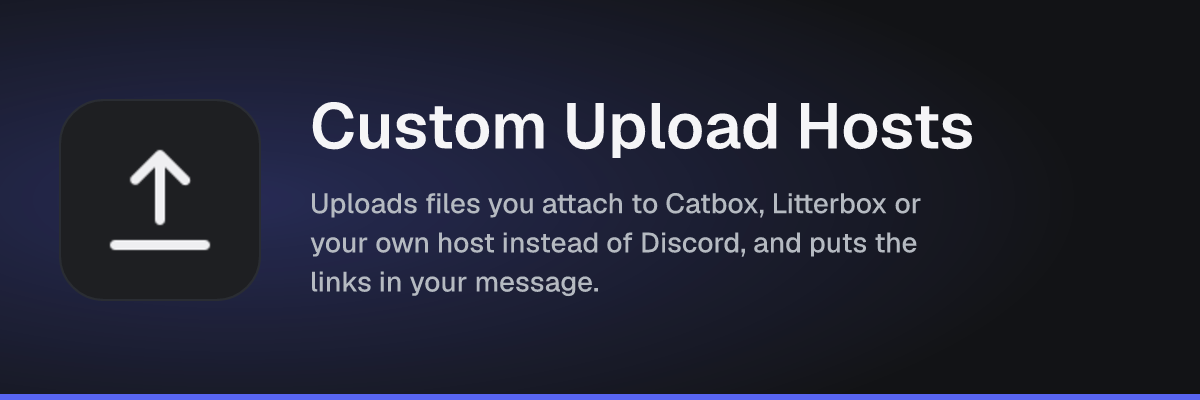 Custom Upload Hosts
Uploads files you attach to Catbox, Litterbox or
your own host instead of Discord, and puts the
links in your message.